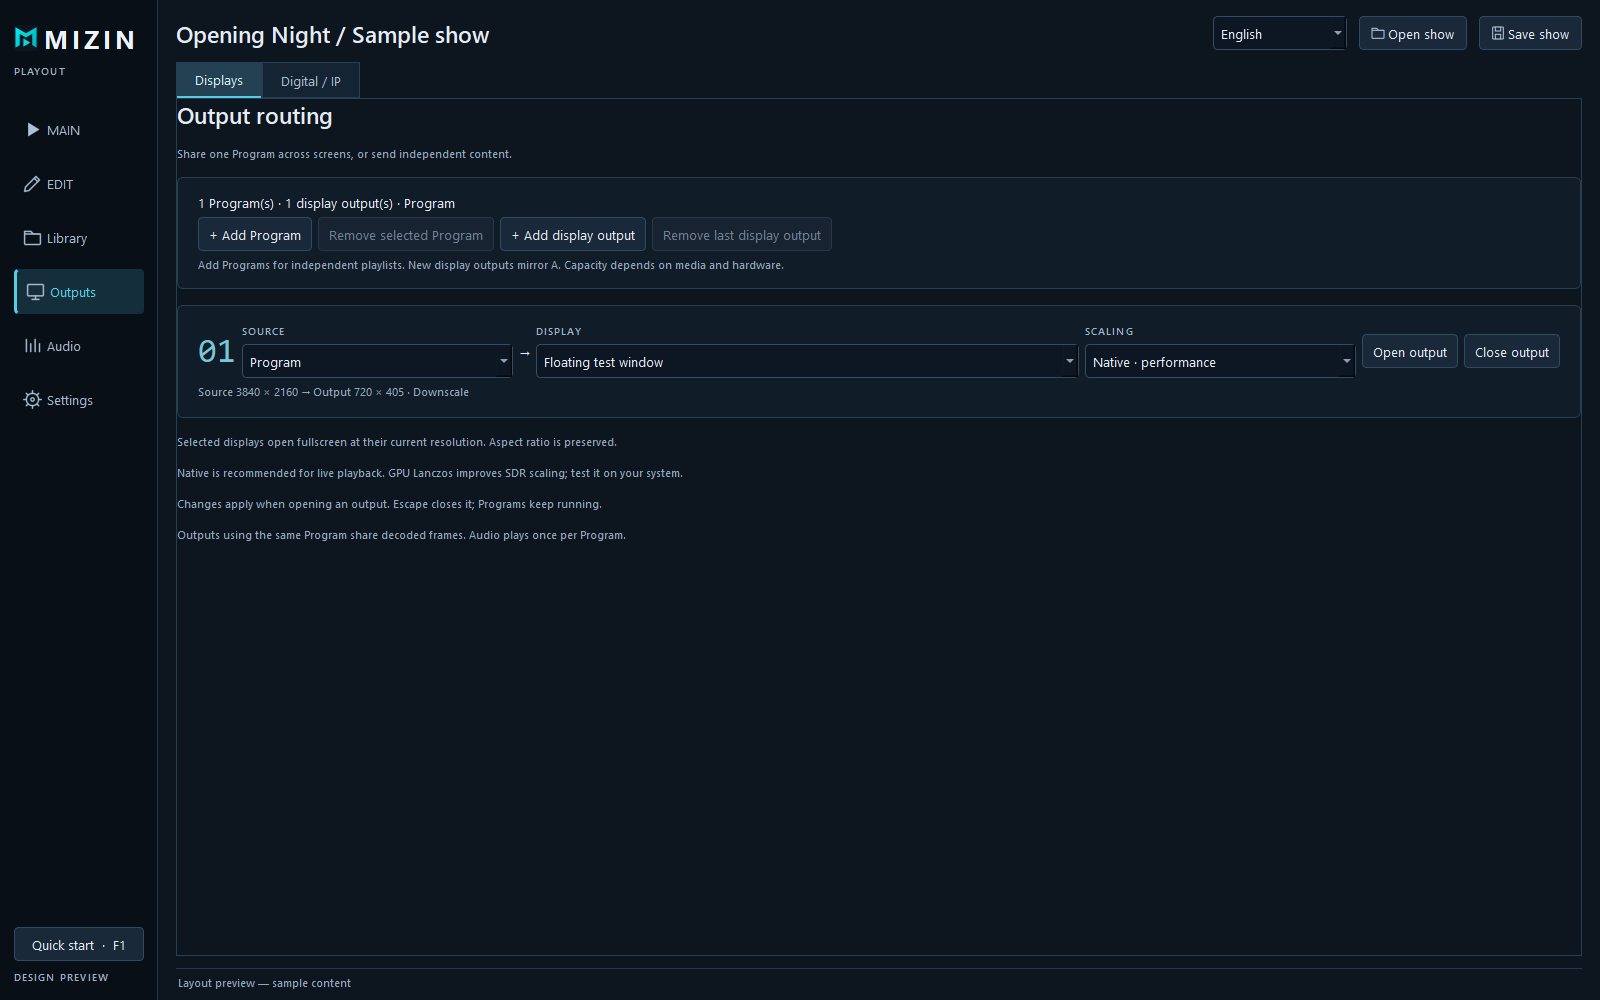 MIZIN
PLAYOUT
MAIN
EDIT
Library
Outputs
Audio
Settings
Quick start · F1
DESIGN PREVIEW
Opening Night / Sample show
English
Open show
Save show
Displays
Digital / IP
Output routing
Share one Program across screens, or send independent content.
1 Program(s) · 1 display output(s) · Program
+ Add Program
Remove selected Program
+ Add display output
Remove last display output
Add Programs for independent playlists. New display outputs mirror A. Capacity depends on media and hardware.
01
SOURCE
Program
→
DISPLAY
Floating test window
SCALING
Native · performance
Open output
Close output
Source 3840 × 2160 → Output 720 × 405 · Downscale
Selected displays open fullscreen at their current resolution. Aspect ratio is preserved.
Native is recommended for live playback. GPU Lanczos improves SDR scaling; test it on your system.
Changes apply when opening an output. Escape closes it; Programs keep running.
Outputs using the same Program share decoded frames. Audio plays once per Program.
Layout preview — sample content